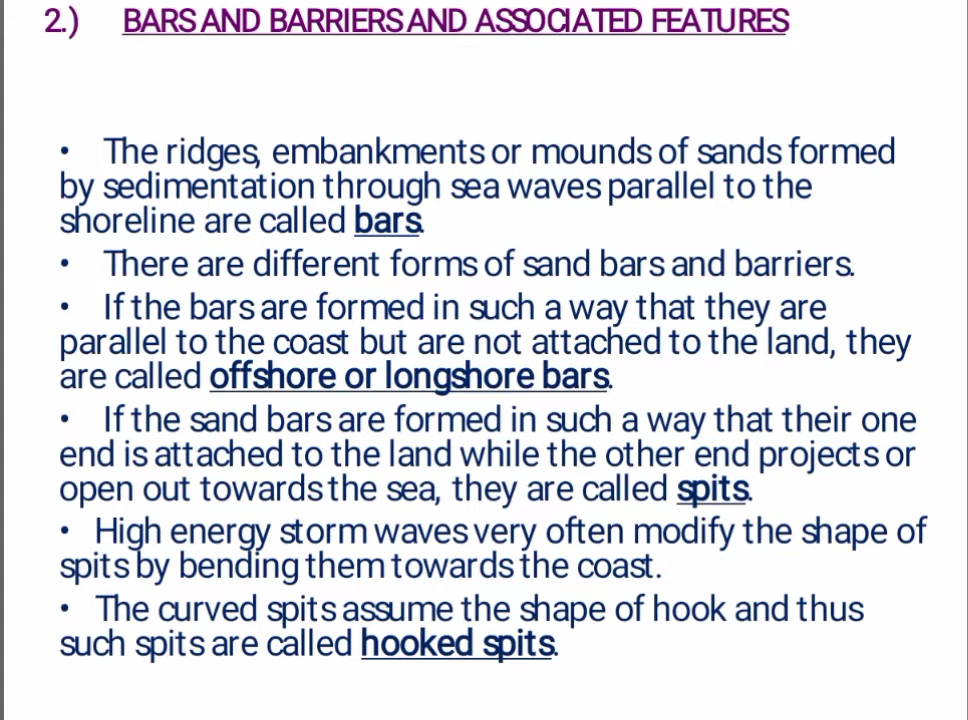 2.) BARS AND BARRIERS AND ASSOCIATED FEATURES
• The ridges, embankments or mounds of sands formed
by sedimentation through sea waves parallel to the
shoreline are called bars.
• There are different forms of sand bars and barriers.
• If the bars are formed in such a way that they are
parallel to the coast but are not attached to the land, they
are called offshore or longshore bars.
• If the sand bars are formed in such a way that their one
end is attached to the land while the other end projects or
open out towards the sea, they are called spits.
• High energy storm waves very often modify the shape of
spits by bending them towards the coast.
• The curved spits assume the shape of hook and thus
such spits are called hooked spits.